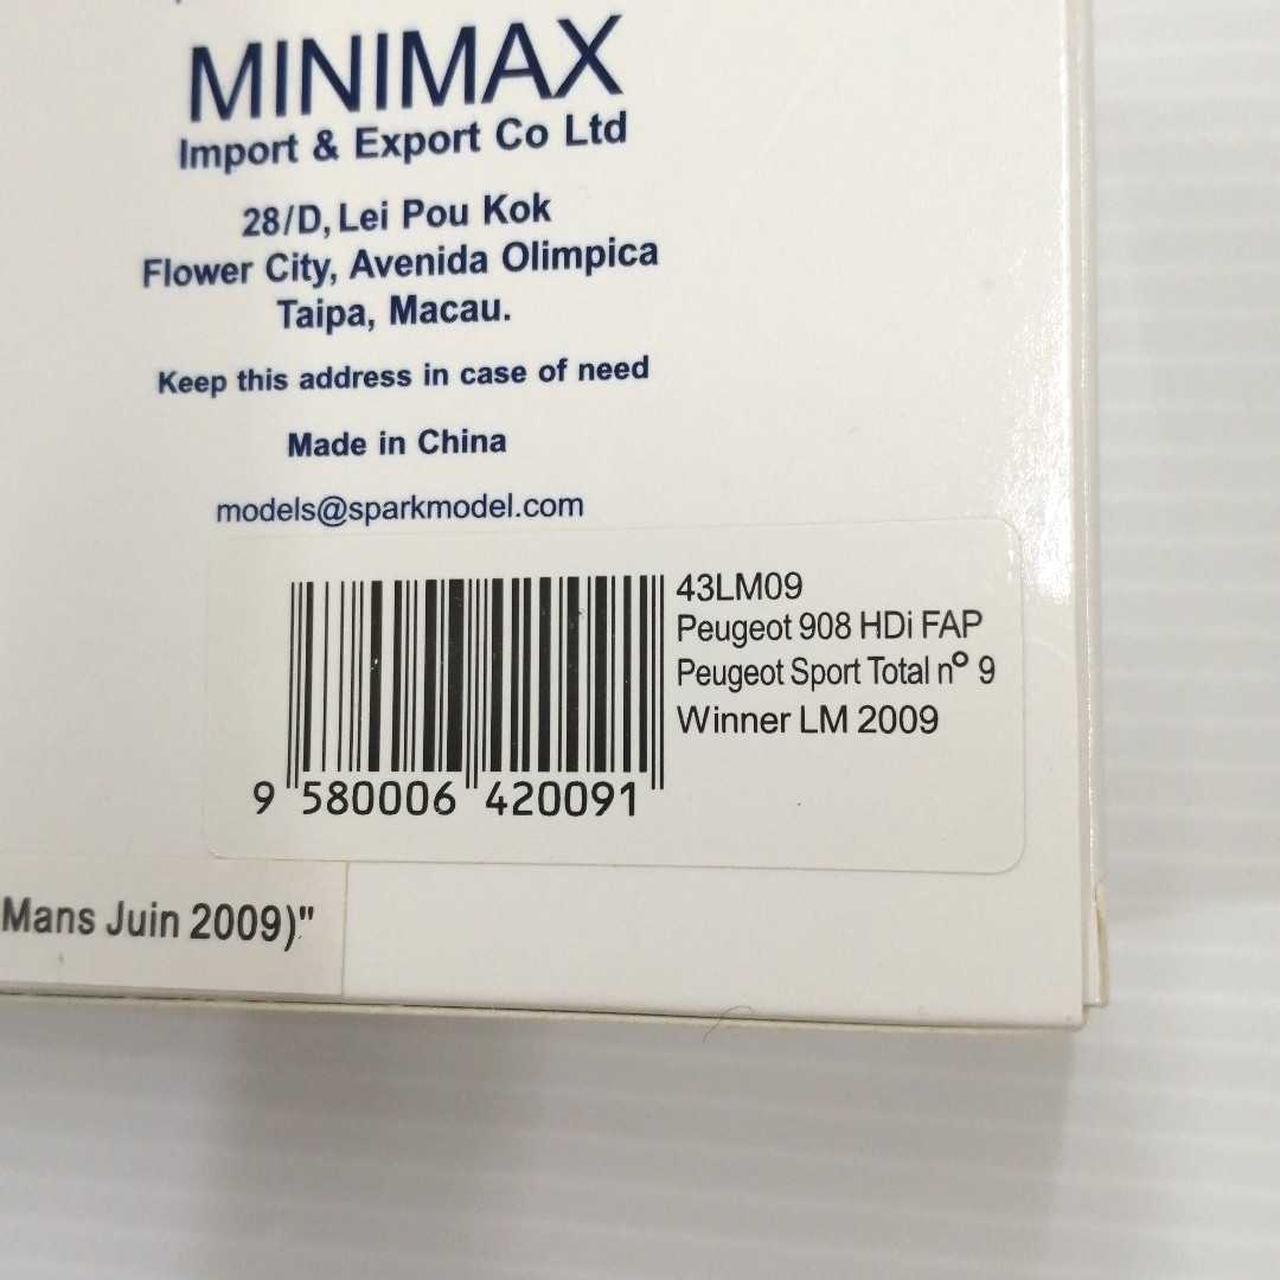 MINIMAX
Import & Export Co Ltd
28/D, Lei Pou Kok
Flower City, Avenida Olimpica
Taipa, Macau.
Keep this address in case of need
Made in China
models@sparkmodel.com
43LM09
Peugeot 908 HDi FAP
Peugeot Sport Total nº 9
Winner LM 2009
9 580006 420091
Mans Juin 2009)"